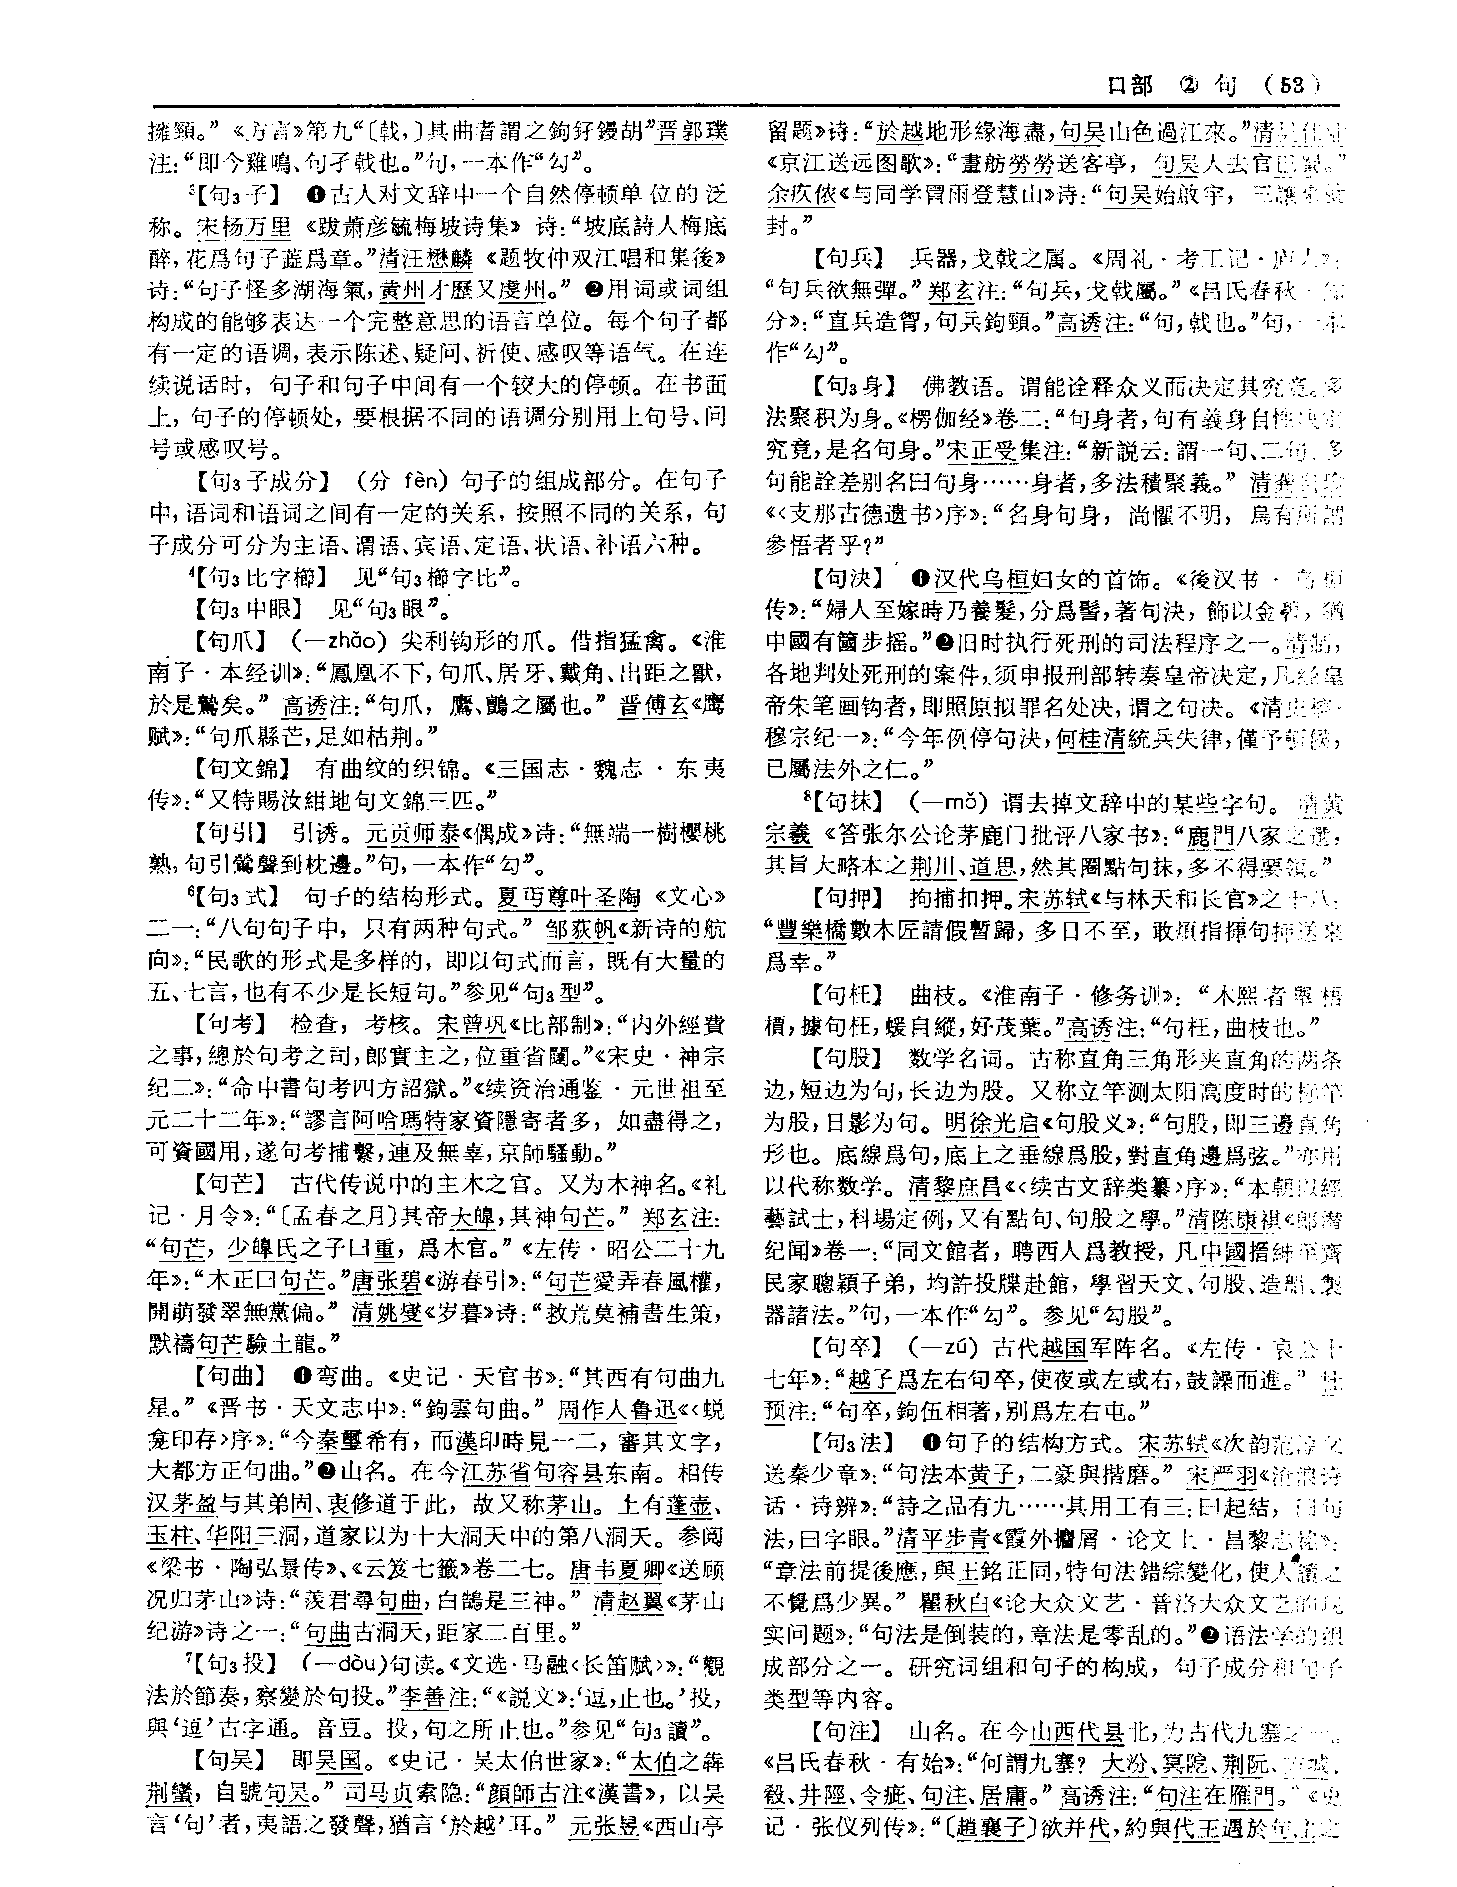 口部 ② 句 （53）
擁頸。”《方言》第九“〔戟，〕其曲者謂之鉤釨鏝胡”晋郭璞
注：“即今雞鳴、句孑戟也。”句，一本作“勾”。
⁵【句₃子】 ❶古人对文辞中一个自然停顿单位的泛
称。宋杨万里《跋萧彦毓梅坡诗集》诗：“坡底詩人梅底
醉，花爲句子蘂爲章。”清汪懋麟《题牧仲双江唱和集後》
诗：“句子怪多湖海氣，黄州才歷又虔州。” ❷用词或词组
构成的能够表达一个完整意思的语言单位。每个句子都
有一定的语调，表示陈述、疑问、祈使、感叹等语气。在连
续说话时，句子和句子中间有一个较大的停顿。在书面
上，句子的停顿处，要根据不同的语调分别用上句号、问
号或感叹号。
【句₃子成分】（分 fèn）句子的组成部分。在句子
中，语词和语词之间有一定的关系，按照不同的关系，句
子成分可分为主语、谓语、宾语、定语、状语、补语六种。
⁴【句₃比字櫛】 见“句₃櫛字比”。
【句₃中眼】 见“句₃眼”。
【句爪】（—zhǎo）尖利钩形的爪。借指猛禽。《淮
南子·本经训》：“鳳凰不下，句爪、居牙、戴角、出距之獸，
於是鷙矣。” 高诱注：“句爪，鷹、鸇之屬也。” 晋傅玄《鹰
赋》：“句爪縣芒，足如枯荆。”
【句文錦】 有曲纹的织锦。《三国志·魏志·东夷
传》：“又特賜汝紺地句文錦三匹。”
【句引】 引诱。元贡师泰《偶成》诗：“無端一樹櫻桃
熟，句引鶯聲到枕邊。”句，一本作“勾”。
⁶【句₃式】 句子的结构形式。夏丏尊叶圣陶《文心》
二一：“八句句子中，只有两种句式。” 邹荻帆《新诗的航
向》：“民歌的形式是多样的，即以句式而言，既有大量的
五、七言，也有不少是长短句。”参见“句₃型”。
【句考】 检查，考核。宋曾巩《比部制》：“内外經費
之事，總於句考之司，郎實主之，位重省闥。”《宋史·神宗
纪二》：“命中書句考四方詔獄。”《续资治通鉴·元世祖至
元二十二年》：“謬言阿哈瑪特家資隱寄者多，如盡得之，
可資國用，遂句考捕繫，連及無辜，京師騷動。”
【句芒】 古代传说中的主木之官。又为木神名。《礼
记·月令》：“〔孟春之月〕其帝大皥，其神句芒。” 郑玄注：
“句芒，少皥氏之子曰重，爲木官。”《左传·昭公二十九
年》：“木正曰句芒。”唐张碧《游春引》：“句芒愛弄春風權，
開萌發翠無黨偏。” 清姚燮《岁暮》诗：“救荒莫補書生策，
默禱句芒驗土龍。”
【句曲】 ❶弯曲。《史记·天官书》：“其西有句曲九
星。”《晋书·天文志中》：“鉤雲句曲。” 周作人鲁迅《〈蜕
龛印存〉序》：“今秦璽希有，而漢印時見一二，審其文字，
大都方正句曲。”❷山名。在今江苏省句容县东南。相传
汉茅盈与其弟固、衷修道于此，故又称茅山。上有蓬壶、
玉柱、华阳三洞，道家以为十大洞天中的第八洞天。参阅
《梁书·陶弘景传》、《云笈七籤》卷二七。唐韦夏卿《送顾
况归茅山》诗：“羨君尋句曲，白鵠是三神。” 清赵翼《茅山
纪游》诗之一：“句曲古洞天，距家二百里。”
⁷【句₃投】（—dòu）句读。《文选·马融〈长笛赋〉》：“觀
法於節奏，察變於句投。”李善注：“《説文》：‘逗，止也。’投，
與‘逗’古字通。音豆。投，句之所止也。”参见“句₃讀”。
【句吴】 即吴国。《史记·吴太伯世家》：“太伯之犇
荆蠻，自號句吴。” 司马贞索隐：“顔師古注《漢書》，以吴
言‘句’者，夷語之發聲，猶言‘於越’耳。” 元张昱《西山亭
留题》诗：“於越地形緣海盡，句吴山色過江來。”清吴伟业
《京江送远图歌》：“畫舫勞勞送客亭，句吴人去官巴蜀。”
余疚侬《与同学冒雨登慧山》诗：“句吴始啟宇，三讓
封。”
【句兵】 兵器，戈戟之属。《周礼·考工记·庐人》：
“句兵欲無彈。” 郑玄注：“句兵，戈戟屬。”《吕氏春秋·知
分》：“直兵造胷，句兵鉤頸。”高诱注：“句，戟也。”句，一本
作“勾”。
【句₃身】 佛教语。谓能诠释众义而决定其究竟。多
法聚积为身。《楞伽经》卷二：“句身者，句有義身自性决定
究竟，是名句身。”宋正受集注：“新説云：謂一句、二句、多
句能詮差别名曰句身……身者，多法積聚義。” 清龚自珍
《〈支那古德遗书〉序》：“名身句身，尚懼不明，烏有所謂
參悟者乎？”
【句決】 ❶汉代乌桓妇女的首饰。《後汉书·乌桓
传》：“婦人至嫁時乃養髮，分爲髻，著句決，飾以金碧，猶
中國有簂步摇。”❷旧时执行死刑的司法程序之一。清制，
各地判处死刑的案件，须申报刑部转奏皇帝决定，凡经皇
帝朱笔画钩者，即照原拟罪名处决，谓之句决。《清史稿·
穆宗纪一》：“今年例停句決，何桂清統兵失律，僅予斬候，
已屬法外之仁。”
⁸【句抹】（—mǒ）谓去掉文辞中的某些字句。 清黄
宗羲《答张尔公论茅鹿门批评八家书》：“鹿門八家之選，
其旨大略本之荆川、道思，然其圈點句抹，多不得要領。”
【句押】 拘捕扣押。宋苏轼《与林天和长官》之十八：
“豐樂橋數木匠請假暫歸，多日不至，敢煩指揮句押送來
爲幸。”
【句枉】 曲枝。《淮南子·修务训》：“木熙者舉梧
檟，據句枉，蝯自縱，好茂葉。”高诱注：“句枉，曲枝也。”
【句股】 数学名词。古称直角三角形夹直角的两条
边，短边为句，长边为股。又称立竿测太阳高度时的标竿
为股，日影为句。明徐光启《句股义》：“句股，即三邊直角
形也。底線爲句，底上之垂線爲股，對直角邊爲弦。”亦用
以代称数学。清黎庶昌《〈续古文辞类纂〉序》：“本朝以經
藝試士，科場定例，又有點句、句股之學。”清陈康祺《郎潜
纪闻》卷一：“同文館者，聘西人爲教授，凡中國搢紳至齊
民家聰穎子弟，均許投牒赴館，學習天文、句股、造船、製
器諸法。”句，一本作“勾”。参见“勾股”。
【句卒】（—zú）古代越国军阵名。《左传·哀公十
七年》：“越子爲左右句卒，使夜或左或右，鼓譟而進。” 杜
预注：“句卒，鉤伍相著，别爲左右屯。”
【句₃法】 ❶句子的结构方式。宋苏轼《次韵范淳父
送秦少章》：“句法本黄子，二豪與揩磨。” 宋严羽《沧浪诗
话·诗辨》：“詩之品有九……其用工有三：曰起結，曰句
法，曰字眼。”清平步青《霞外攟屑·论文上·昌黎志铭》：
“章法前提後應，與王銘正同，特句法錯綜變化，使人讀之
不覺爲少異。” 瞿秋白《论大众文艺·普洛大众文艺的现
实问题》：“句法是倒装的，章法是零乱的。”❷语法学的组
成部分之一。研究词组和句子的构成，句子成分和句子
类型等内容。
【句注】 山名。在今山西代县北，为古代九塞之一。
《吕氏春秋·有始》：“何謂九塞？大汾、冥阨、荆阮、方城、
殽、井陘、令疵、句注、居庸。” 高诱注：“句注在雁門。”《史
记·张仪列传》：“〔趙襄子〕欲并代，約與代王遇於句注之